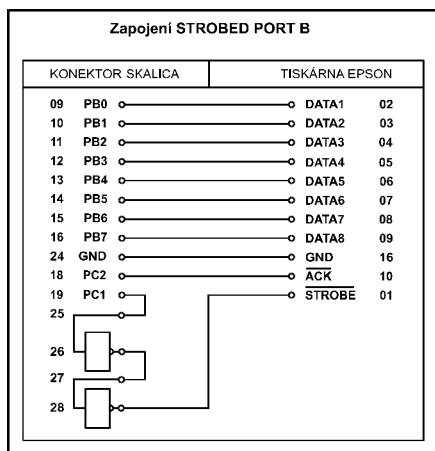 Zapojení STROBED PORT B
KONEKTOR SKALICA TISKÁRNA EPSON
09 PB0 DATA1 02
10 PB1 DATA2 03
11 PB2 DATA3 04
12 PB3 DATA4 05
13 PB4 DATA5 06
14 PB5 DATA6 07
15 PB6 DATA7 08
16 PB7 DATA8 09
24 GND GND 16
18 PC2 ACK 10
19 PC1 STROBE 01
25
26
27
28